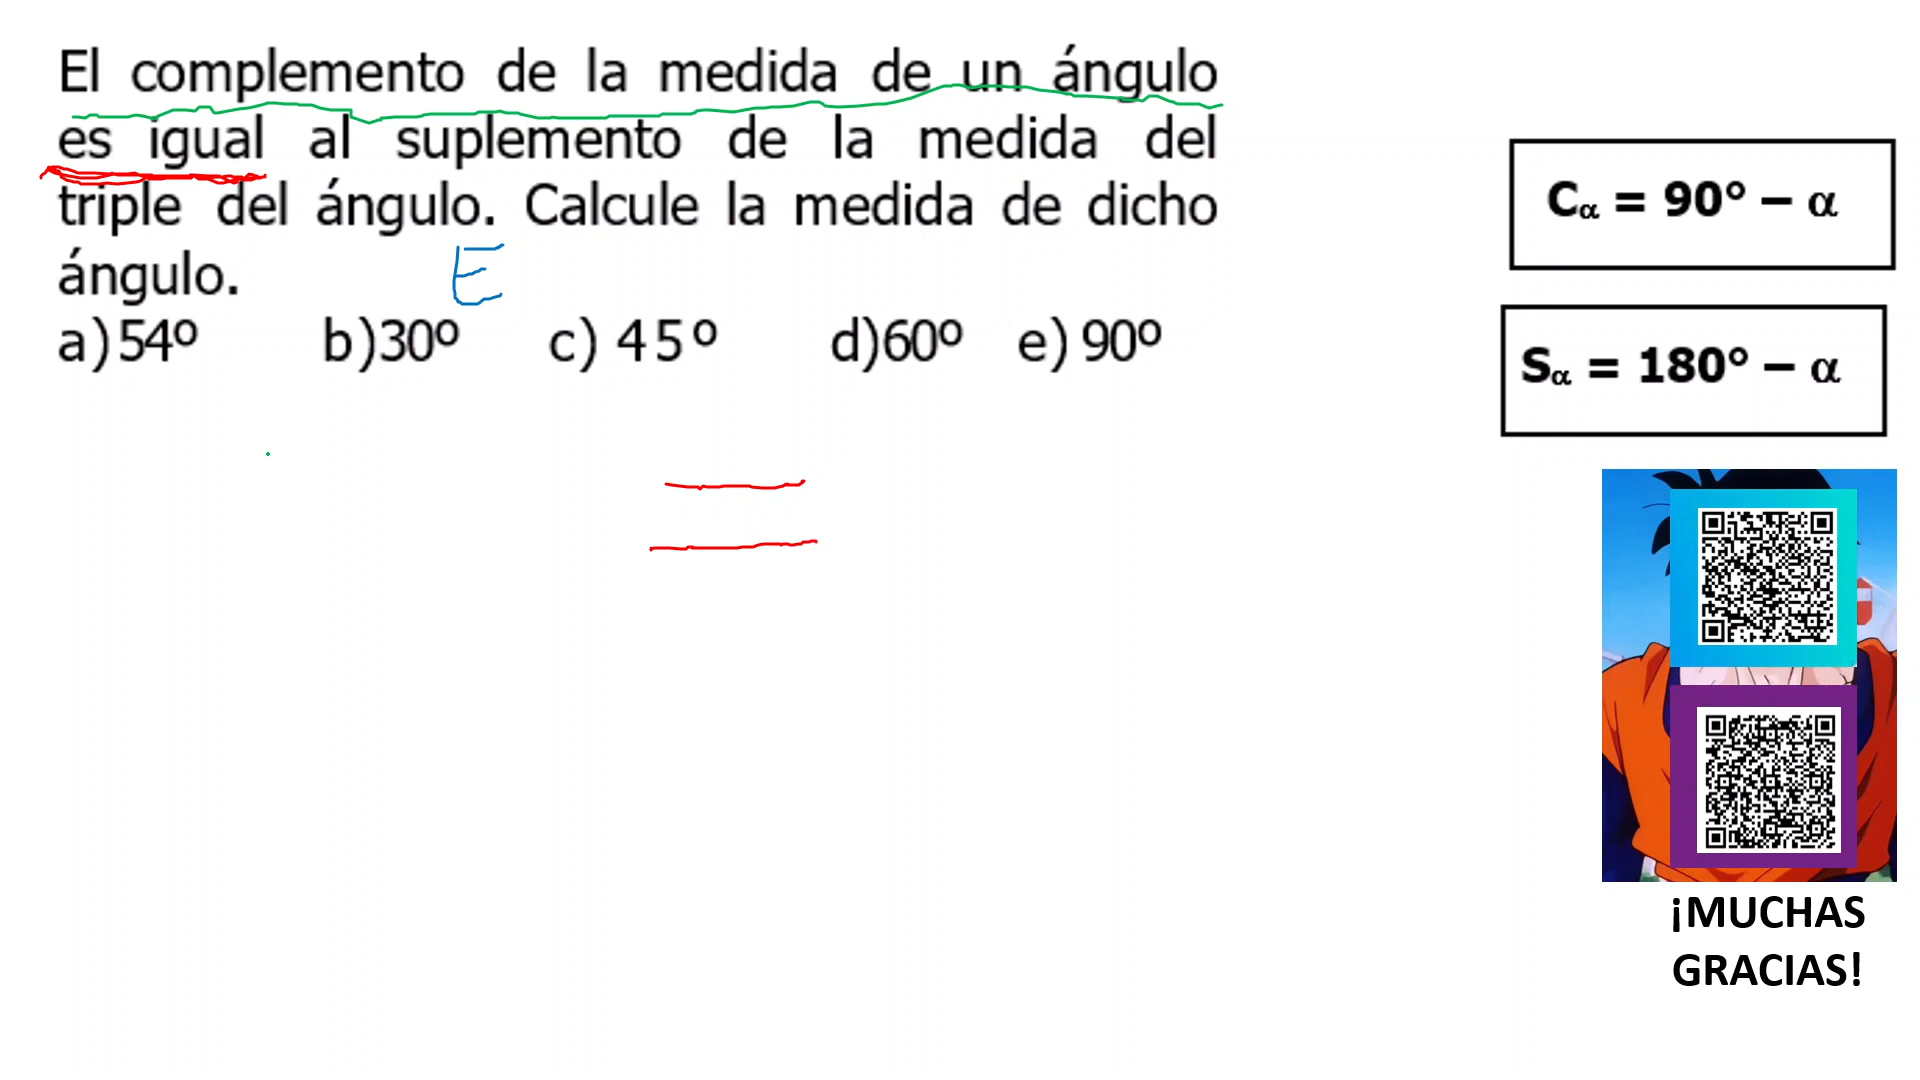 El complemento de la medida de un ángulo
es igual al suplemento de la medida del
triple del ángulo. Calcule la medida de dicho
ángulo.
E
a)54º b)30º c) 45º d)60º e) 90º
Cα = 90° – α
Sα = 180° – α
¡MUCHAS
GRACIAS!